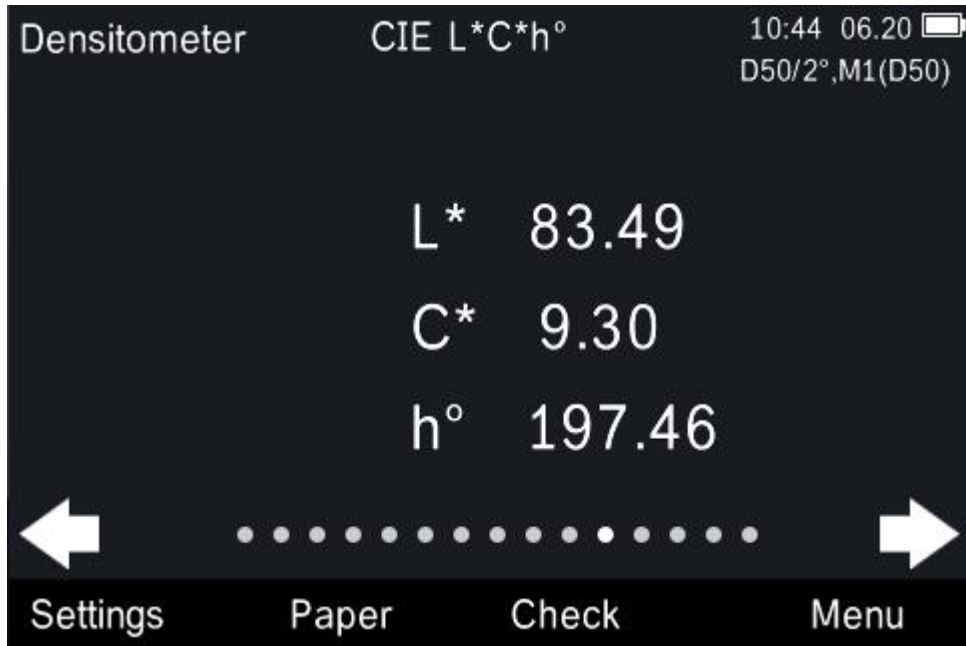 Densitometer CIE L*C*h° 10:44 06.20
D50/2°,M1(D50)
L* 83.49
C* 9.30
h° 197.46
Settings Paper Check Menu